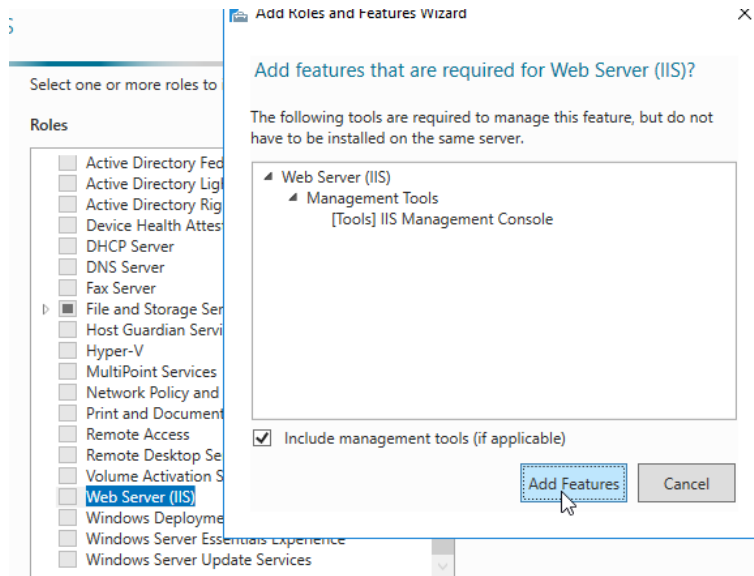 Add Roles and Features Wizard
Add features that are required for Web Server (IIS)?
Select one or more roles to
The following tools are required to manage this feature, but do not
have to be installed on the same server.
Roles
Web Server (IIS)
Management Tools
[Tools] IIS Management Console
Include management tools (if applicable)
Add Features
Cancel
Active Directory Fed
Active Directory Lig
Active Directory Rig
Device Health Attes
DHCP Server
DNS Server
Fax Server
File and Storage Ser
Host Guardian Servi
Hyper-V
MultiPoint Services
Network Policy and
Print and Document
Remote Access
Remote Desktop Se
Volume Activation S
Web Server (IIS)
Windows Deployme
Windows Server Essentials Experience
Windows Server Update Services